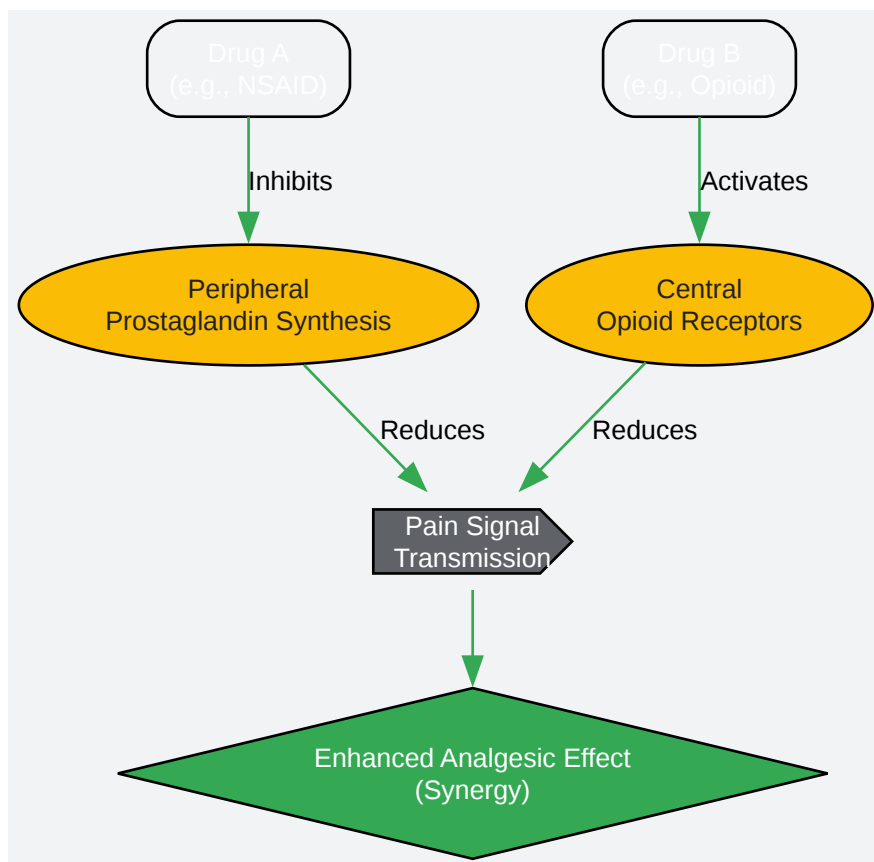 Drug A
(e.g., NSAID)
Drug B
(e.g., Opioid)
Inhibits
Activates
Peripheral
Prostaglandin Synthesis
Central
Opioid Receptors
Reduces
Reduces
Pain Signal
Transmission
Enhanced Analgesic Effect
(Synergy)